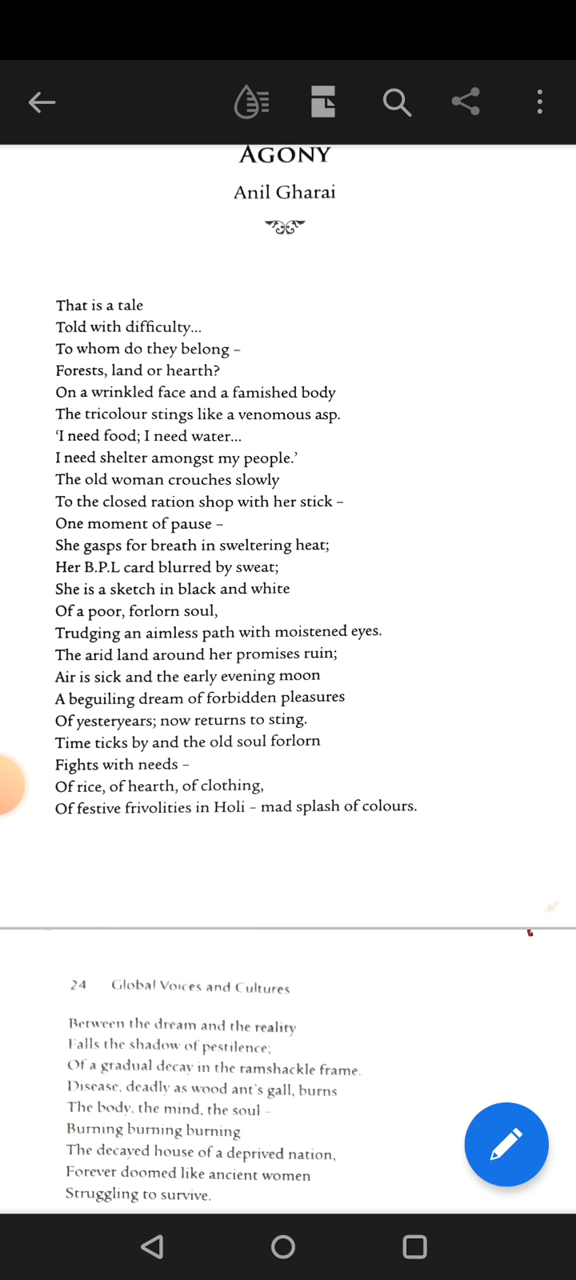 AGONY
Anil Gharai
That is a tale
Told with difficulty...
To whom do they belong –
Forests, land or hearth?
On a wrinkled face and a famished body
The tricolour stings like a venomous asp.
'I need food; I need water...
I need shelter amongst my people.'
The old woman crouches slowly
To the closed ration shop with her stick –
One moment of pause –
She gasps for breath in sweltering heat;
Her B.P.L card blurred by sweat;
She is a sketch in black and white
Of a poor, forlorn soul,
Trudging an aimless path with moistened eyes.
The arid land around her promises ruin;
Air is sick and the early evening moon
A beguiling dream of forbidden pleasures
Of yesteryears; now returns to sting.
Time ticks by and the old soul forlorn
Fights with needs –
Of rice, of hearth, of clothing,
Of festive frivolities in Holi – mad splash of colours.
24 Global Voices and Cultures
Between the dream and the reality
Falls the shadow of pestilence;
Of a gradual decay in the ramshackle frame.
Disease, deadly as wood ant's gall, burns
The body, the mind, the soul –
Burning burning burning
The decayed house of a deprived nation,
Forever doomed like ancient women
Struggling to survive.